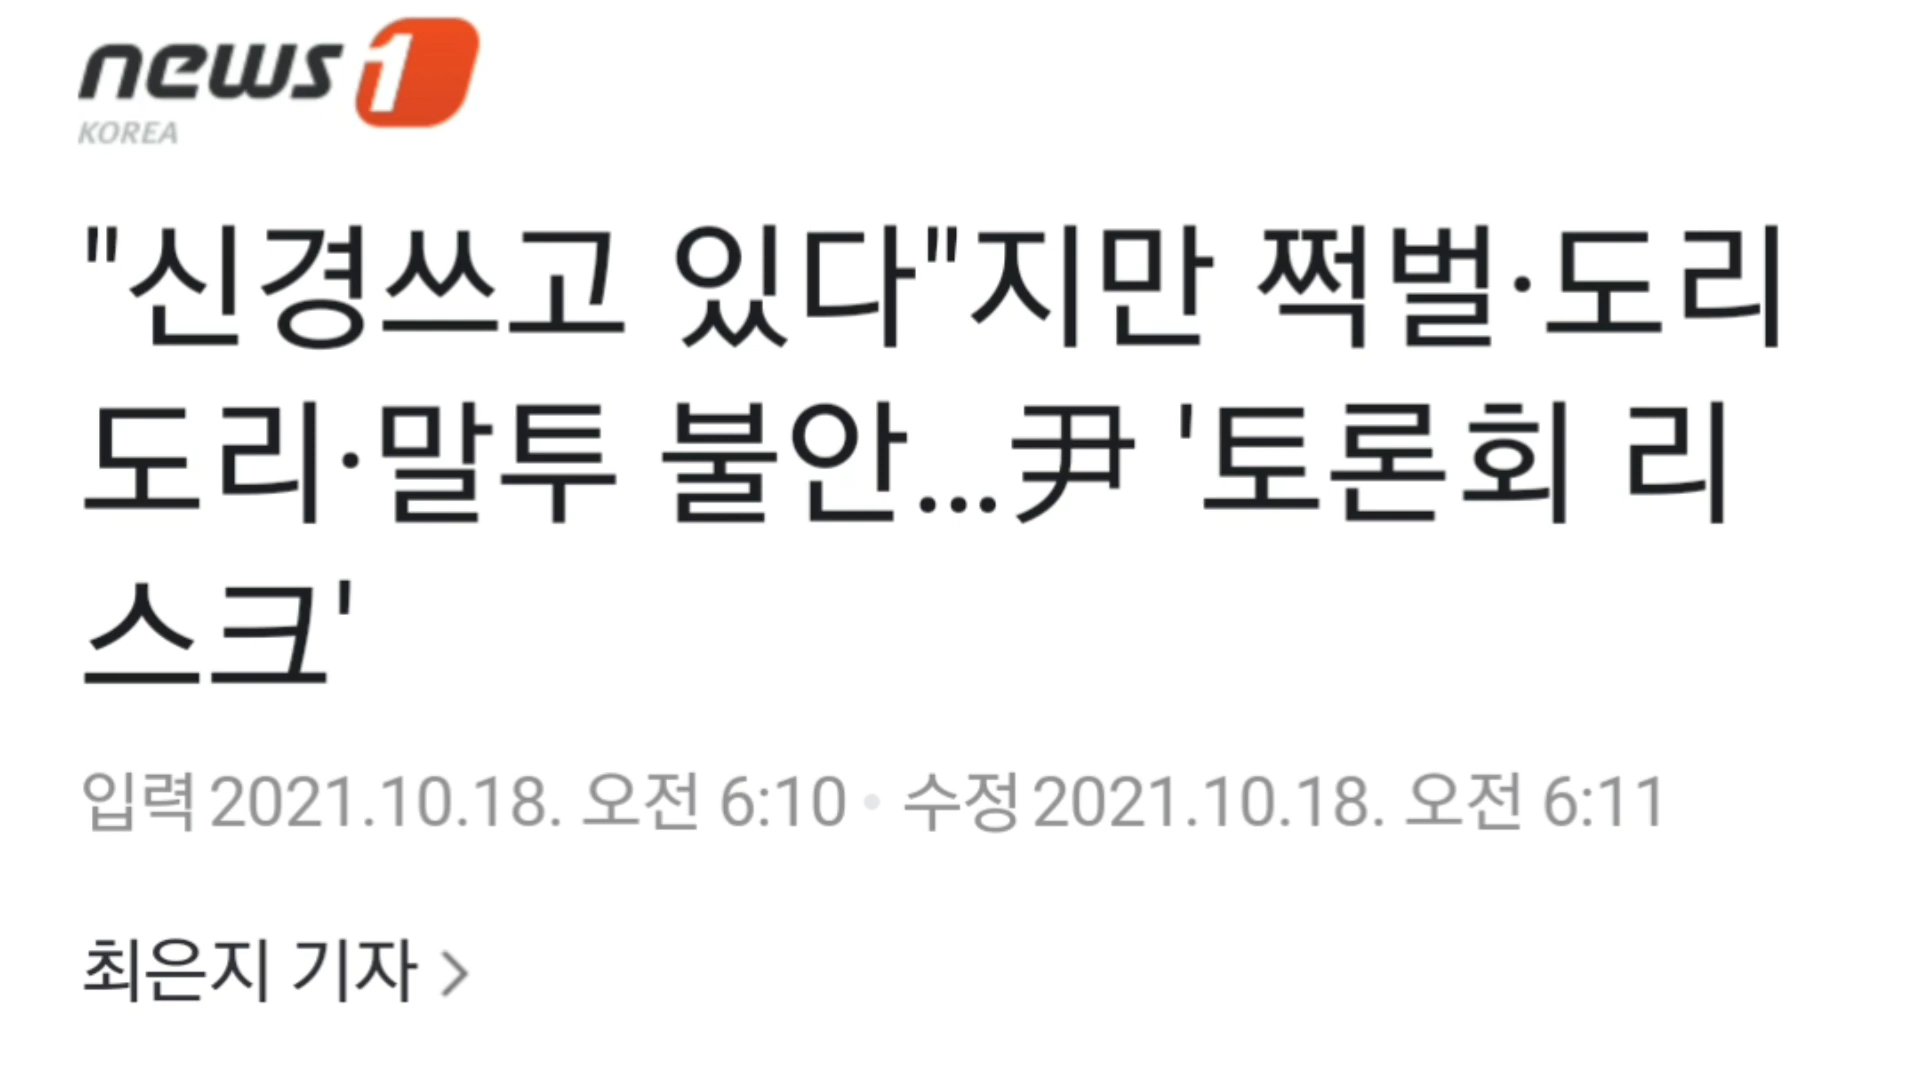 news1
KOREA
"신경쓰고 있다"지만 쩍벌·도리
도리·말투 불안...尹 '토론회 리
스크'
입력 2021.10.18. 오전 6:10 · 수정 2021.10.18. 오전 6:11
최은지 기자 >